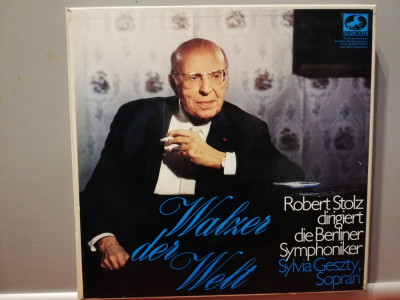 Walzer
der
Welt
Robert Stolz
dirigiert
die Berliner
Symphoniker
Sylvia Geszty,
Sopran